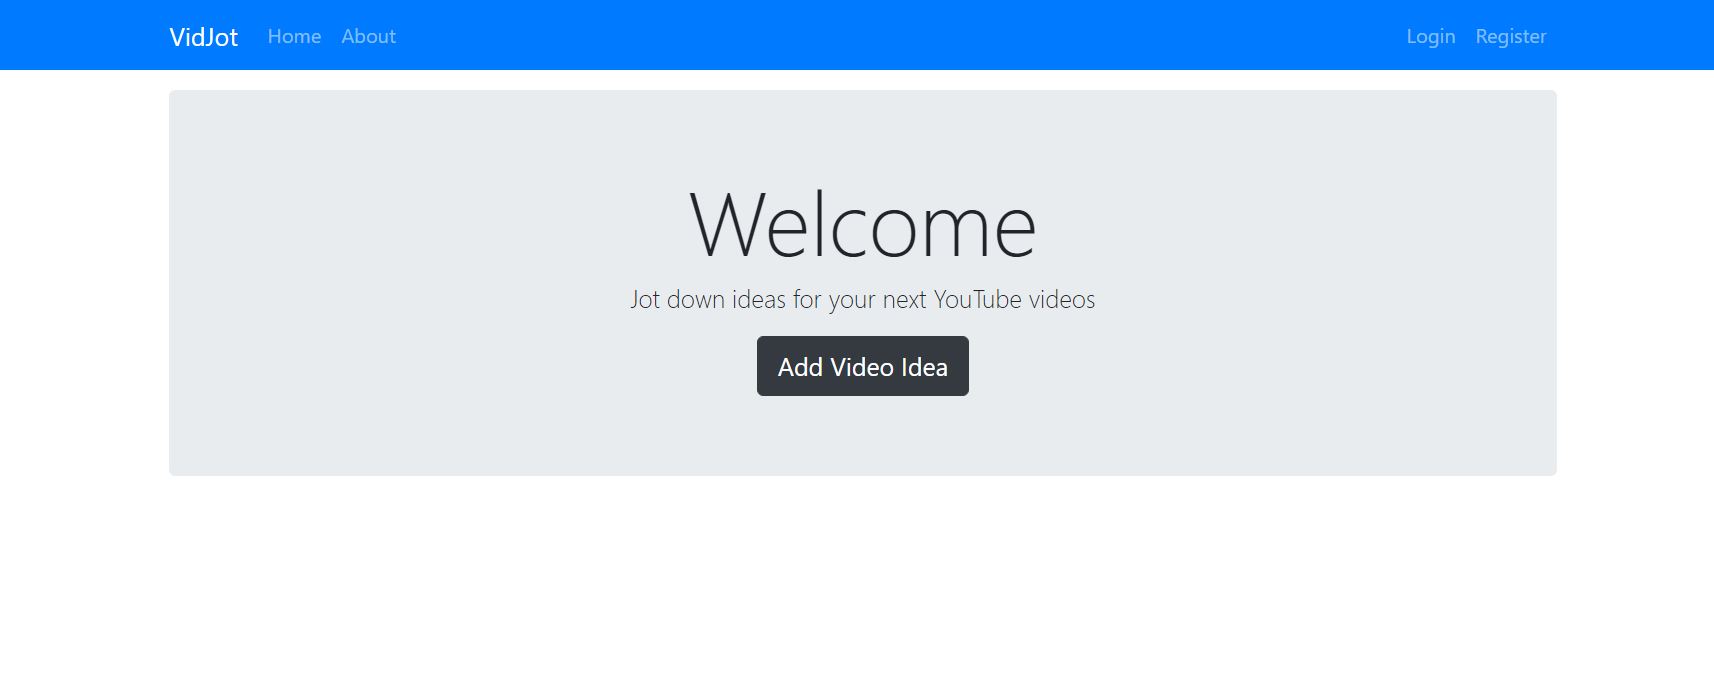 VidJot Home About Login Register
Welcome
Jot down ideas for your next YouTube videos
Add Video Idea